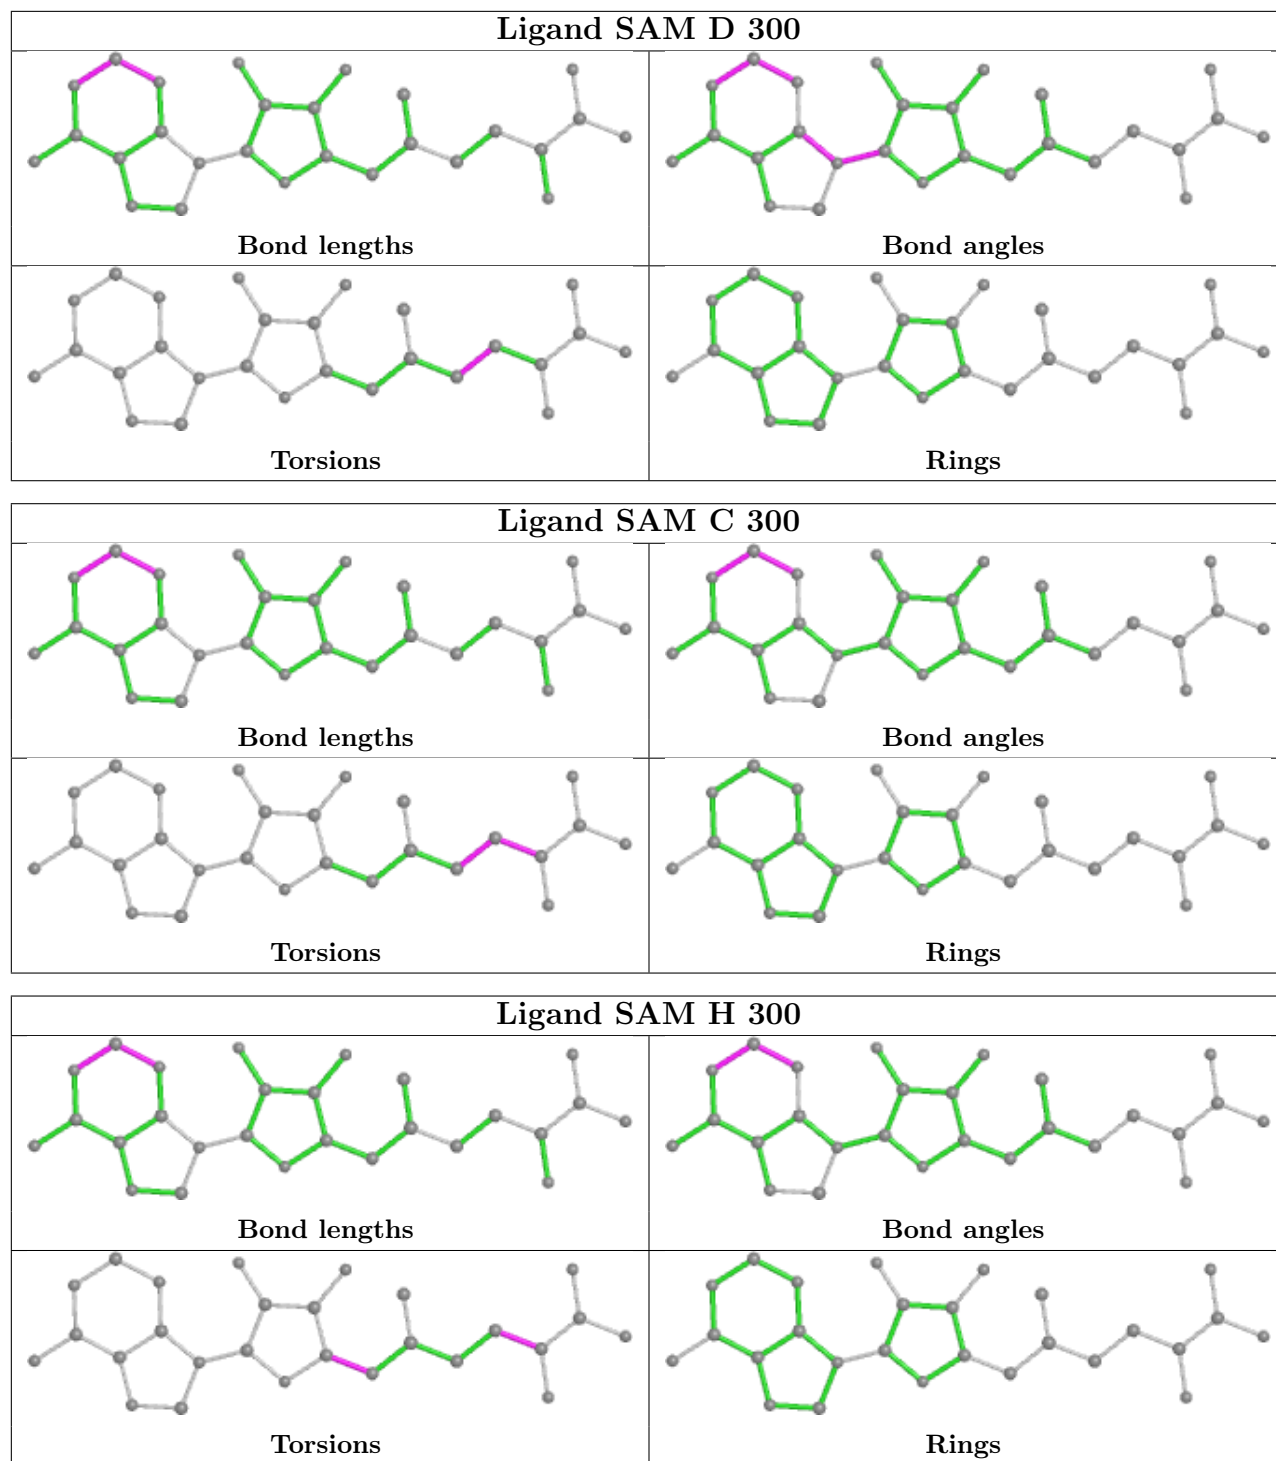 Ligand SAM D 300
Bond lengths
Bond angles
Torsions
Rings
Ligand SAM C 300
Bond lengths
Bond angles
Torsions
Rings
Ligand SAM H 300
Bond lengths
Bond angles
Torsions
Rings